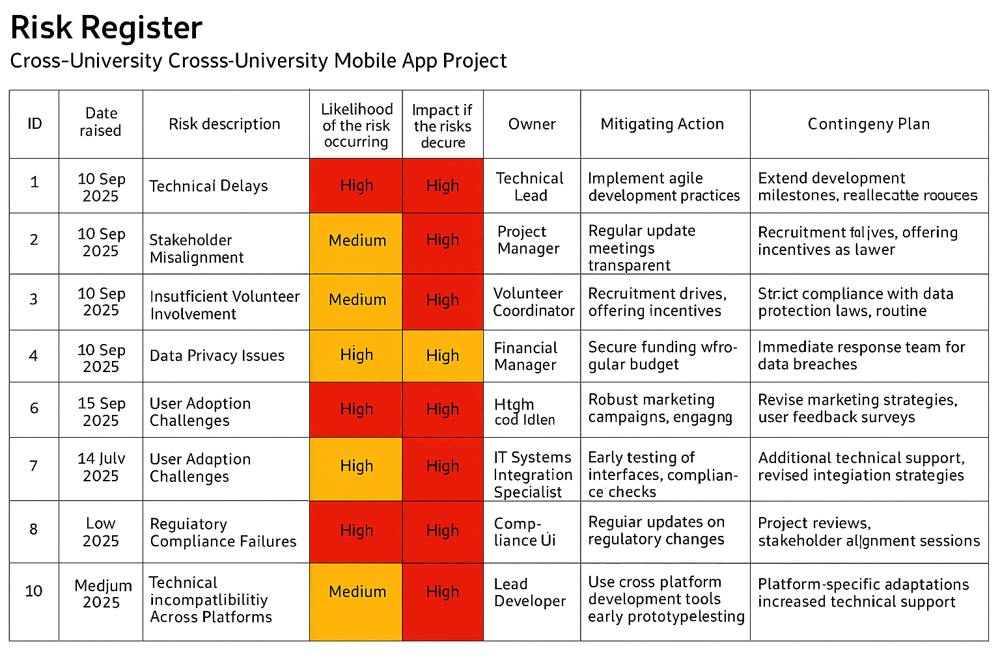 Risk Register
Cross-University Crosss-University Mobile App Project
ID
Date
raised
Risk description
Likelihood
of the risk
occurring
Impact if
the risks
decure
Owner
Mitigating Action
Contingeny Plan
1
10 Sep
2025
Technical Delays
High
High
Technical
Lead
Implement agile
development practices
Extend development
milestones,
2
10 Sep
2025
Stakeholder
Misalignment
Medium
High
Project
Manager
Regular update
meetings
transparent
Recruitment offering
incentives as lawer
3
10 Sep
2025
Insutficient Volunteer
Involvement
Medium
High
Volunteer
Coordinator
Recruitment drives,
offering incentives
Strict compliance with data
protection laws, routine
4
10 Sep
2025
Data Privacy Issues
High
High
Financial
Manager
Secure funding wfro-
gular budget
Immediate response team for
data breaches
6
15 Sep
2025
User Adoption
Challenges
High
High
Htgm
cod Idlen
Robust marketing
campaigns, engagng
Revise marketing strategies,
user feedback surveys
7
14 Julv
2025
User Adaption
Challenges
High
High
IT Systems
Integration
Specialist
Early testing of
interfaces, complian-
ce checks
Additional technical support,
revised integiation strategies
8
Low
2025
Reguiatory
Compliance Failures
High
High
Comp-
liance Ui
Reguiar updates on
regulatory changes
Project reviews,
stakeholder alignment sessions
10
Medjum
2025
Technical
incompatlibilitiy
Across Platforms
Medium
High
Lead
Developer
Use cross platform
development tools
early prototypelesting
Platform-specific adaptations
increased technical support